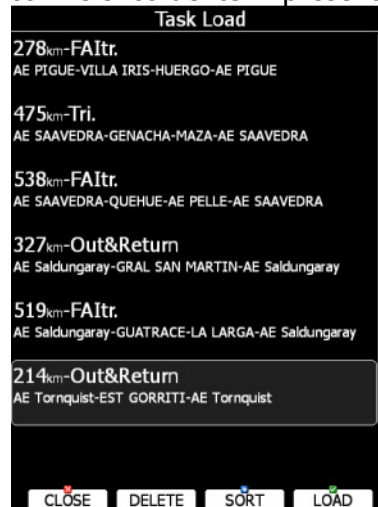 Task Load
278km-FAItr.
AE PIGUE-VILLA IRIS-HUERGO-AE PIGUE
475km-Tri.
AE SAAVEDRA-GENACHA-MAZA-AE SAAVEDRA
538km-FAItr.
AE SAAVEDRA-QUEHUE-AE PELLE-AE SAAVEDRA
327km-Out&Return
AE Saldungaray-GRAL SAN MARTIN-AE Saldungaray
519km-FAItr.
AE Saldungaray-GUATRACE-LA LARGA-AE Saldungaray
214km-Out&Return
AE Tornquist-EST GORRITI-AE Tornquist
CLOSE DELETE SORT LOAD